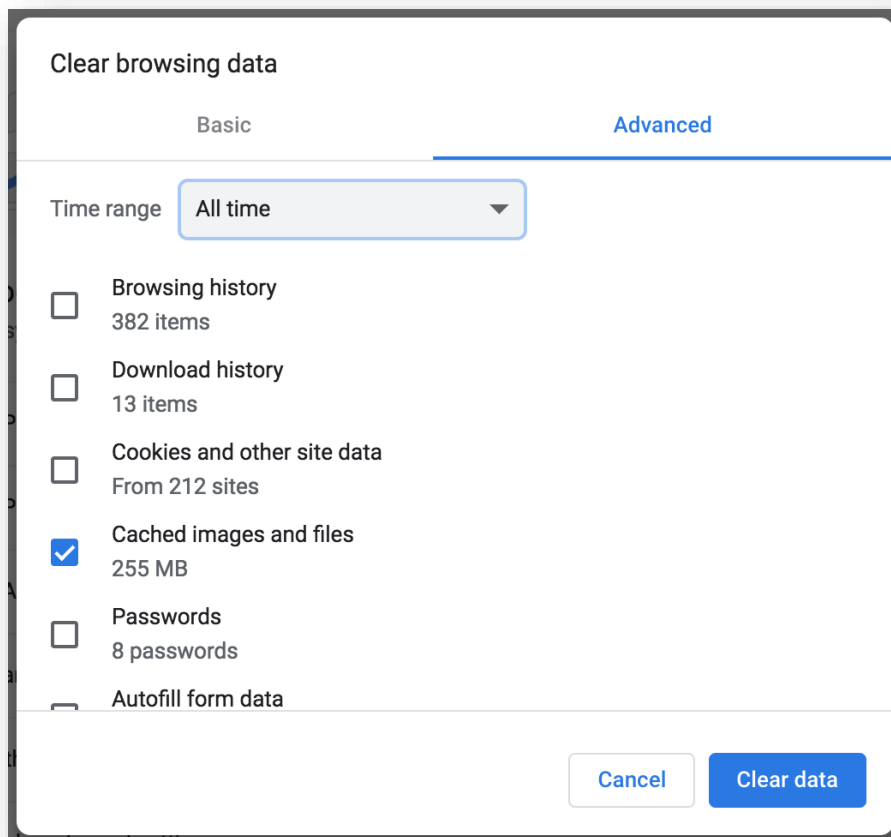 Clear browsing data
Basic
Advanced
Time range
All time
Browsing history
382 items
Download history
13 items
Cookies and other site data
From 212 sites
Cached images and files
255 MB
Passwords
8 passwords
Autofill form data
Cancel
Clear data